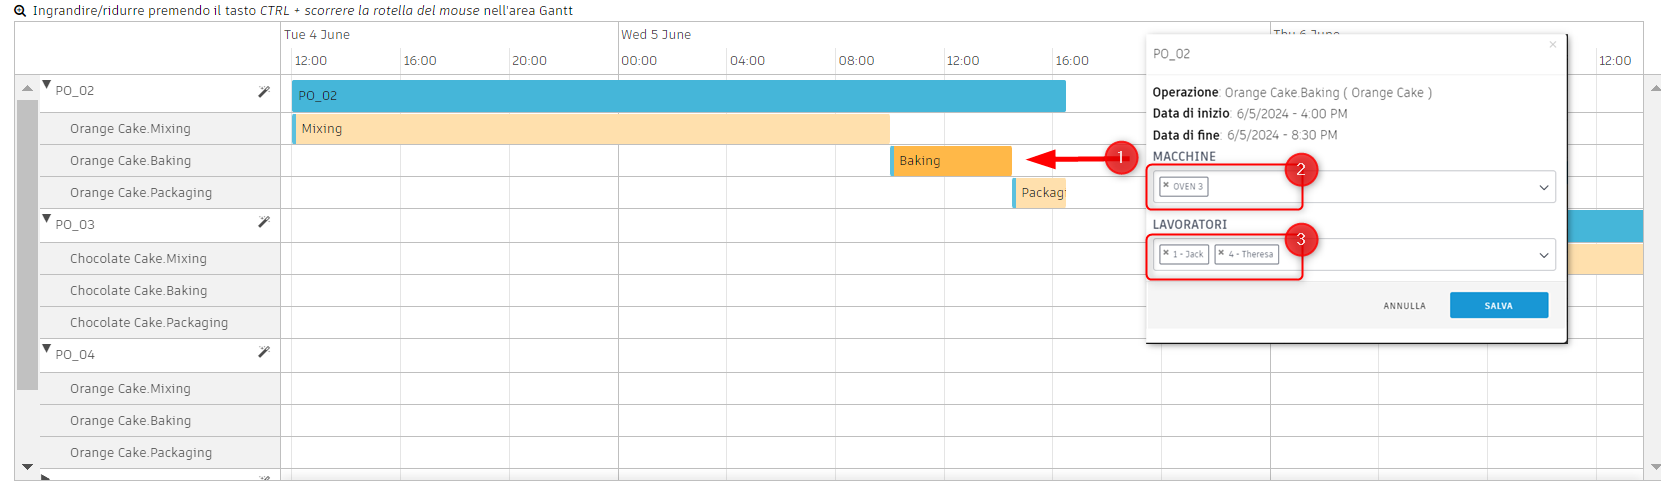 Ingrandire/ridurre premendo il tasto CTRL + scorrere la rotella del mouse nell'area Gantt
Tue 4 June
Wed 5 June
Thu 6 June
12:00
16:00
20:00
00:00
04:00
08:00
12:00
16:00
12:00
PO_02
PO_02
Orange Cake.Mixing
Mixing
Orange Cake.Baking
Baking
1
Orange Cake.Packaging
Packag
PO_03
Chocolate Cake.Mixing
Chocolate Cake.Baking
Chocolate Cake.Packaging
PO_04
Orange Cake.Mixing
Orange Cake.Baking
Orange Cake.Packaging
PO_02
×
Operazione: Orange Cake.Baking ( Orange Cake )
Data di inizio: 6/5/2024 - 4:00 PM
Data di fine: 6/5/2024 - 8:30 PM
MACCHINE
2
× OVEN 3
LAVORATORI
3
× 1 - Jack × 4 - Theresa
ANNULLA SALVA